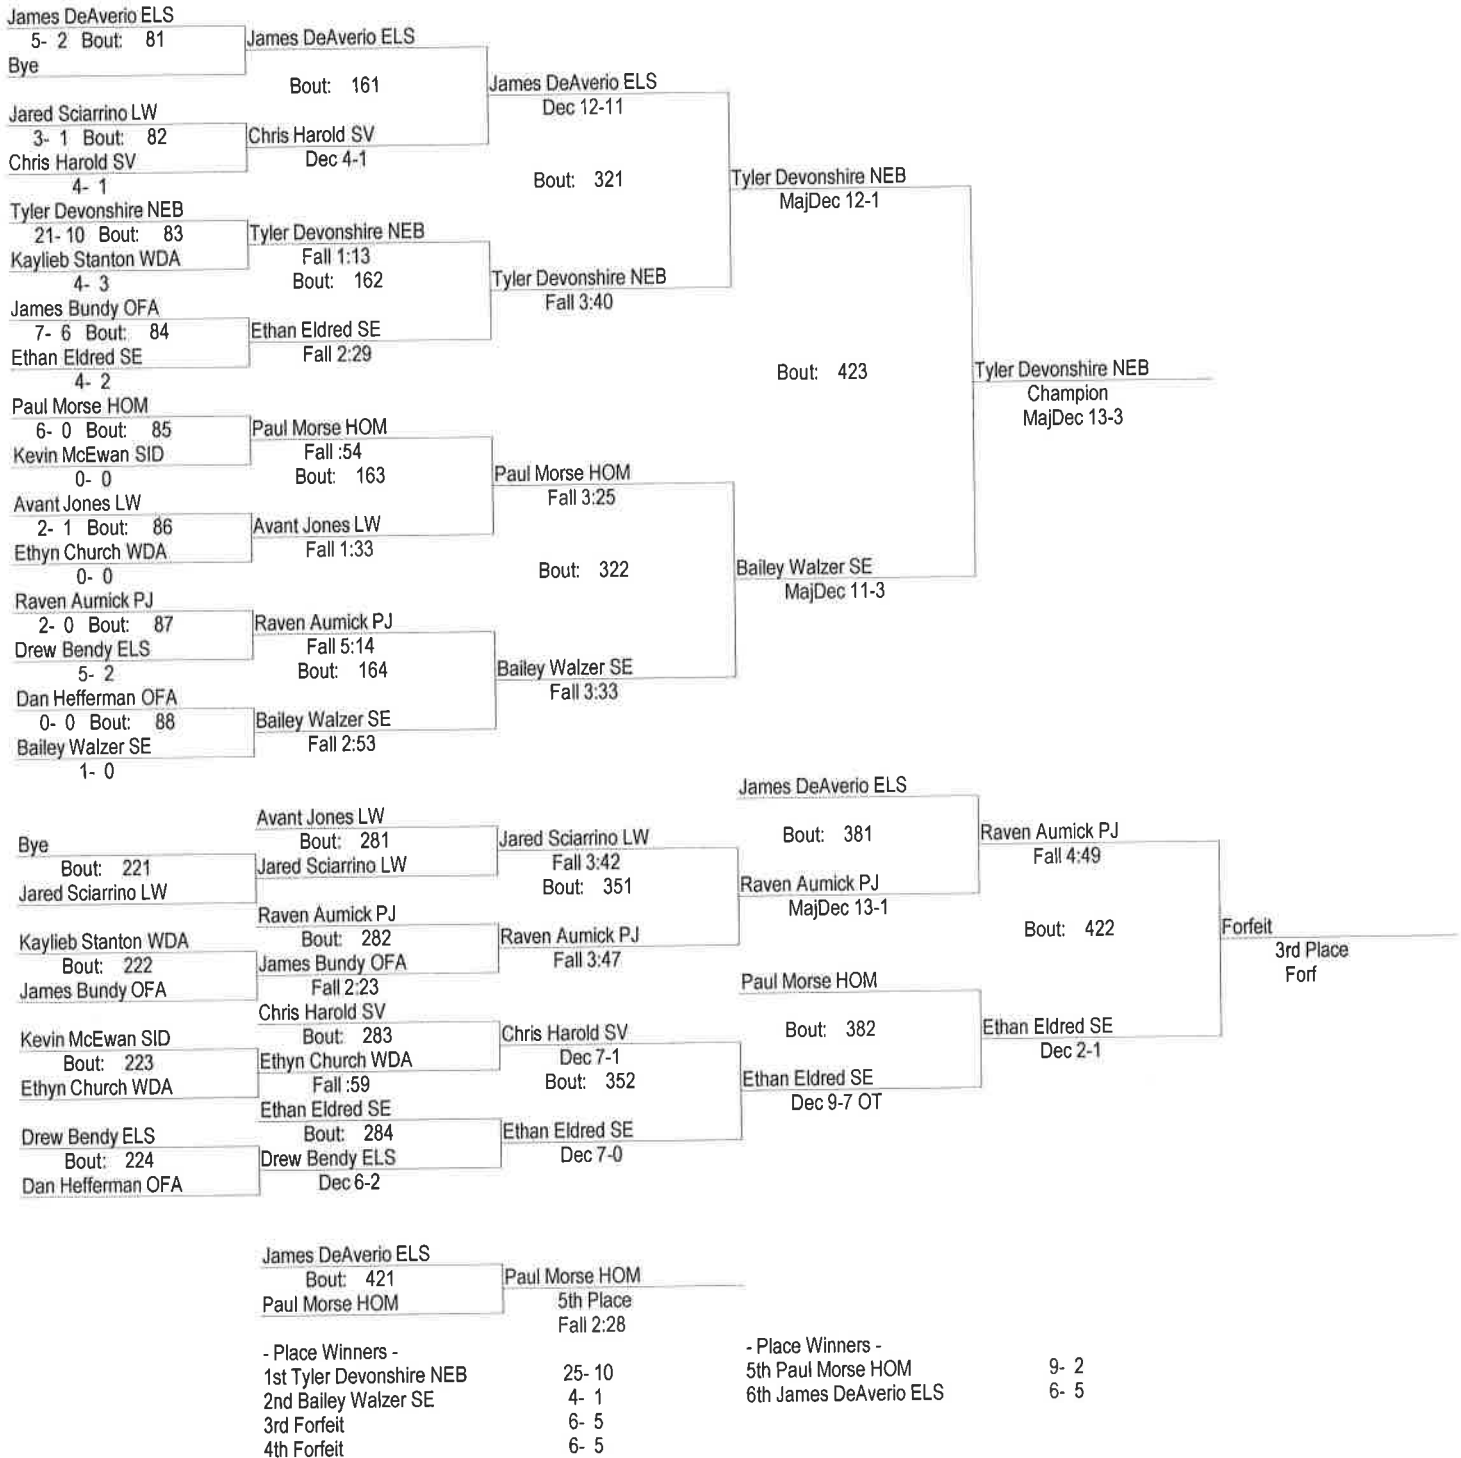 James DeAverio ELS
5- 2 Bout: 81
Bye
James DeAverio ELS
Bout: 161
Jared Sciarrino LW
3- 1 Bout: 82
Chris Harold SV
4- 1
Chris Harold SV
Dec 4-1
James DeAverio ELS
Dec 12-11
Bout: 321
Tyler Devonshire NEB
21- 10 Bout: 83
Kaylieb Stanton WDA
4- 3
Tyler Devonshire NEB
Fall 1:13
Bout: 162
James Bundy OFA
7- 6 Bout: 84
Ethan Eldred SE
4- 2
Ethan Eldred SE
Fall 2:29
Tyler Devonshire NEB
Fall 3:40
Tyler Devonshire NEB
MajDec 12-1
Bout: 423
Tyler Devonshire NEB
Champion
MajDec 13-3
Paul Morse HOM
6- 0 Bout: 85
Kevin McEwan SID
0- 0
Paul Morse HOM
Fall :54
Bout: 163
Avant Jones LW
2- 1 Bout: 86
Ethyn Church WDA
0- 0
Avant Jones LW
Fall 1:33
Paul Morse HOM
Fall 3:25
Bout: 322
Raven Aumick PJ
2- 0 Bout: 87
Drew Bendy ELS
5- 2
Raven Aumick PJ
Fall 5:14
Bout: 164
Dan Hefferman OFA
0- 0 Bout: 88
Bailey Walzer SE
1- 0
Bailey Walzer SE
Fall 2:53
Bailey Walzer SE
Fall 3:33
Bailey Walzer SE
MajDec 11-3
Bye
Bout: 221
Jared Sciarrino LW
Avant Jones LW
Bout: 281
Jared Sciarrino LW
Jared Sciarrino LW
Fall 3:42
Bout: 351
Kaylieb Stanton WDA
Bout: 222
James Bundy OFA
Raven Aumick PJ
Bout: 282
James Bundy OFA
Fall 2:23
Raven Aumick PJ
Fall 3:47
James DeAverio ELS
Bout: 381
Raven Aumick PJ
MajDec 13-1
Raven Aumick PJ
Fall 4:49
Bout: 422
Forfeit
3rd Place
Forf
Kevin McEwan SID
Bout: 223
Ethyn Church WDA
Chris Harold SV
Bout: 283
Ethyn Church WDA
Fall :59
Chris Harold SV
Dec 7-1
Bout: 352
Drew Bendy ELS
Bout: 224
Dan Hefferman OFA
Ethan Eldred SE
Bout: 284
Drew Bendy ELS
Dec 6-2
Ethan Eldred SE
Dec 7-0
Paul Morse HOM
Bout: 382
Ethan Eldred SE
Dec 9-7 OT
Ethan Eldred SE
Dec 2-1
James DeAverio ELS
Bout: 421
Paul Morse HOM
Paul Morse HOM
5th Place
Fall 2:28
- Place Winners -
1st Tyler Devonshire NEB 25- 10
2nd Bailey Walzer SE 4- 1
3rd Forfeit 6- 5
4th Forfeit 6- 5
- Place Winners -
5th Paul Morse HOM 9- 2
6th James DeAverio ELS 6- 5